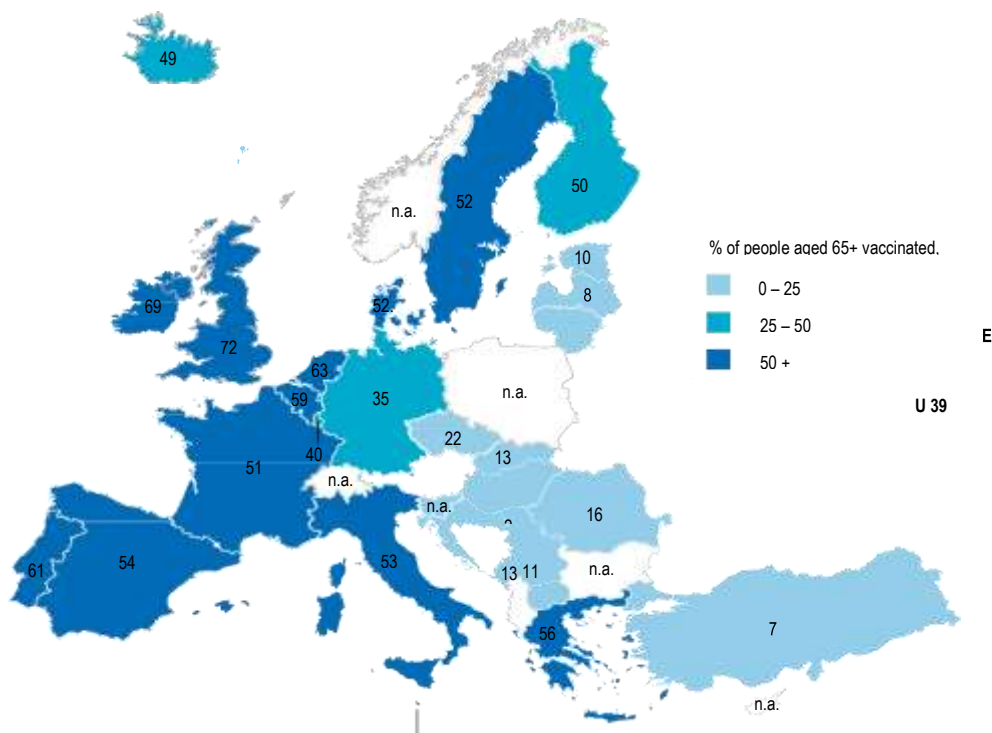 49
50
52
n.a.
% of people aged 65+ vaccinated,
10
0 – 25
8
69
52.
25 – 50
E
72
63
50 +
n.a.
59
35
U 39
22
40
13
51
n.a.
n.a.
16
54
53
n.a.
61
13
11
7
56
n.a.